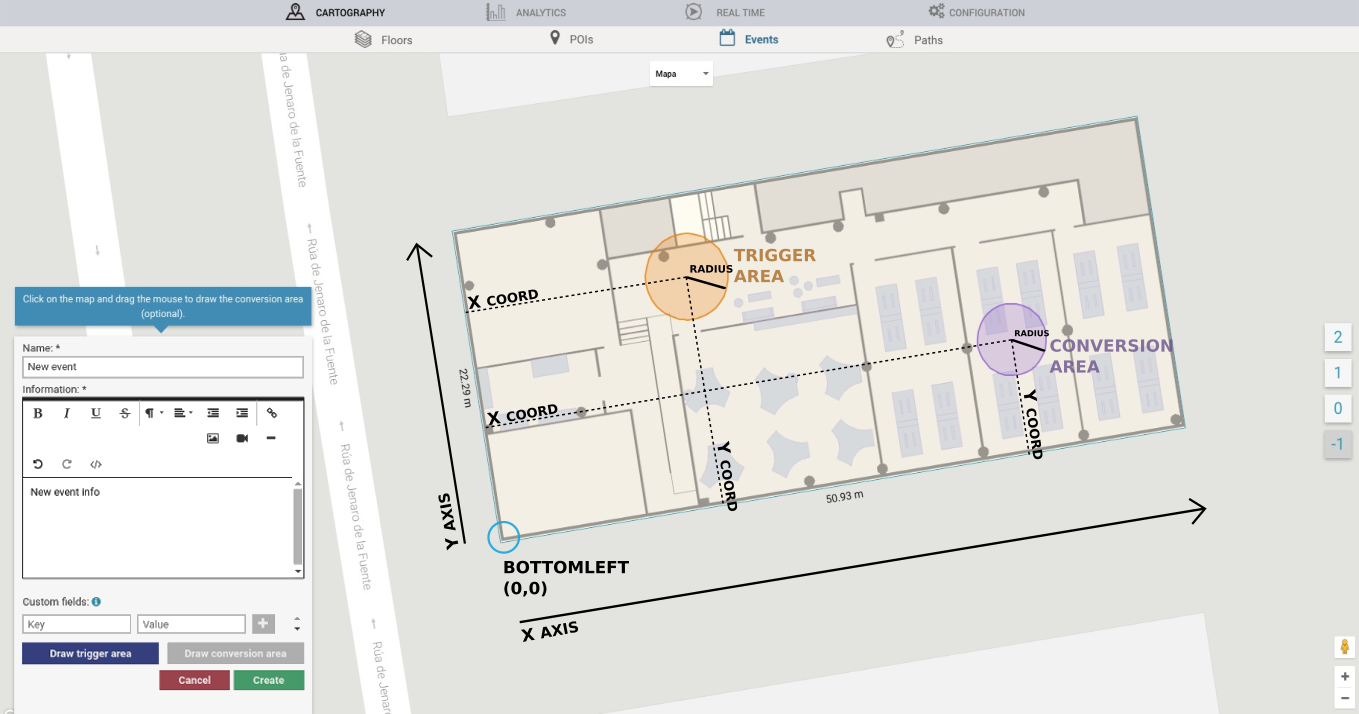 CARTOGRAPHY
ANALYTICS
REAL TIME
CONFIGURATION
Floors
POIs
Events
Paths
Mapa
Rúa de Jenaro de la Fuente
Rúa de Jenaro de la Fuente
Rúa de Jenaro de la Fuente
Rúa de Jenar
Click on the map and drag the mouse to draw the conversion area
(optional).
Name: *
New event
Information: *
B I U S ¶
New event info
Custom fields:
Key
Value
Draw trigger area
Draw conversion area
Cancel
Create
RADIUS
TRIGGER
AREA
X COORD
RADIUS
CONVERSION
AREA
X COORD
Y COORD
Y COORD
22.29 m
50.93 m
Y AXIS
BOTTOMLEFT
(0,0)
X AXIS
2
1
0
-1
+
−